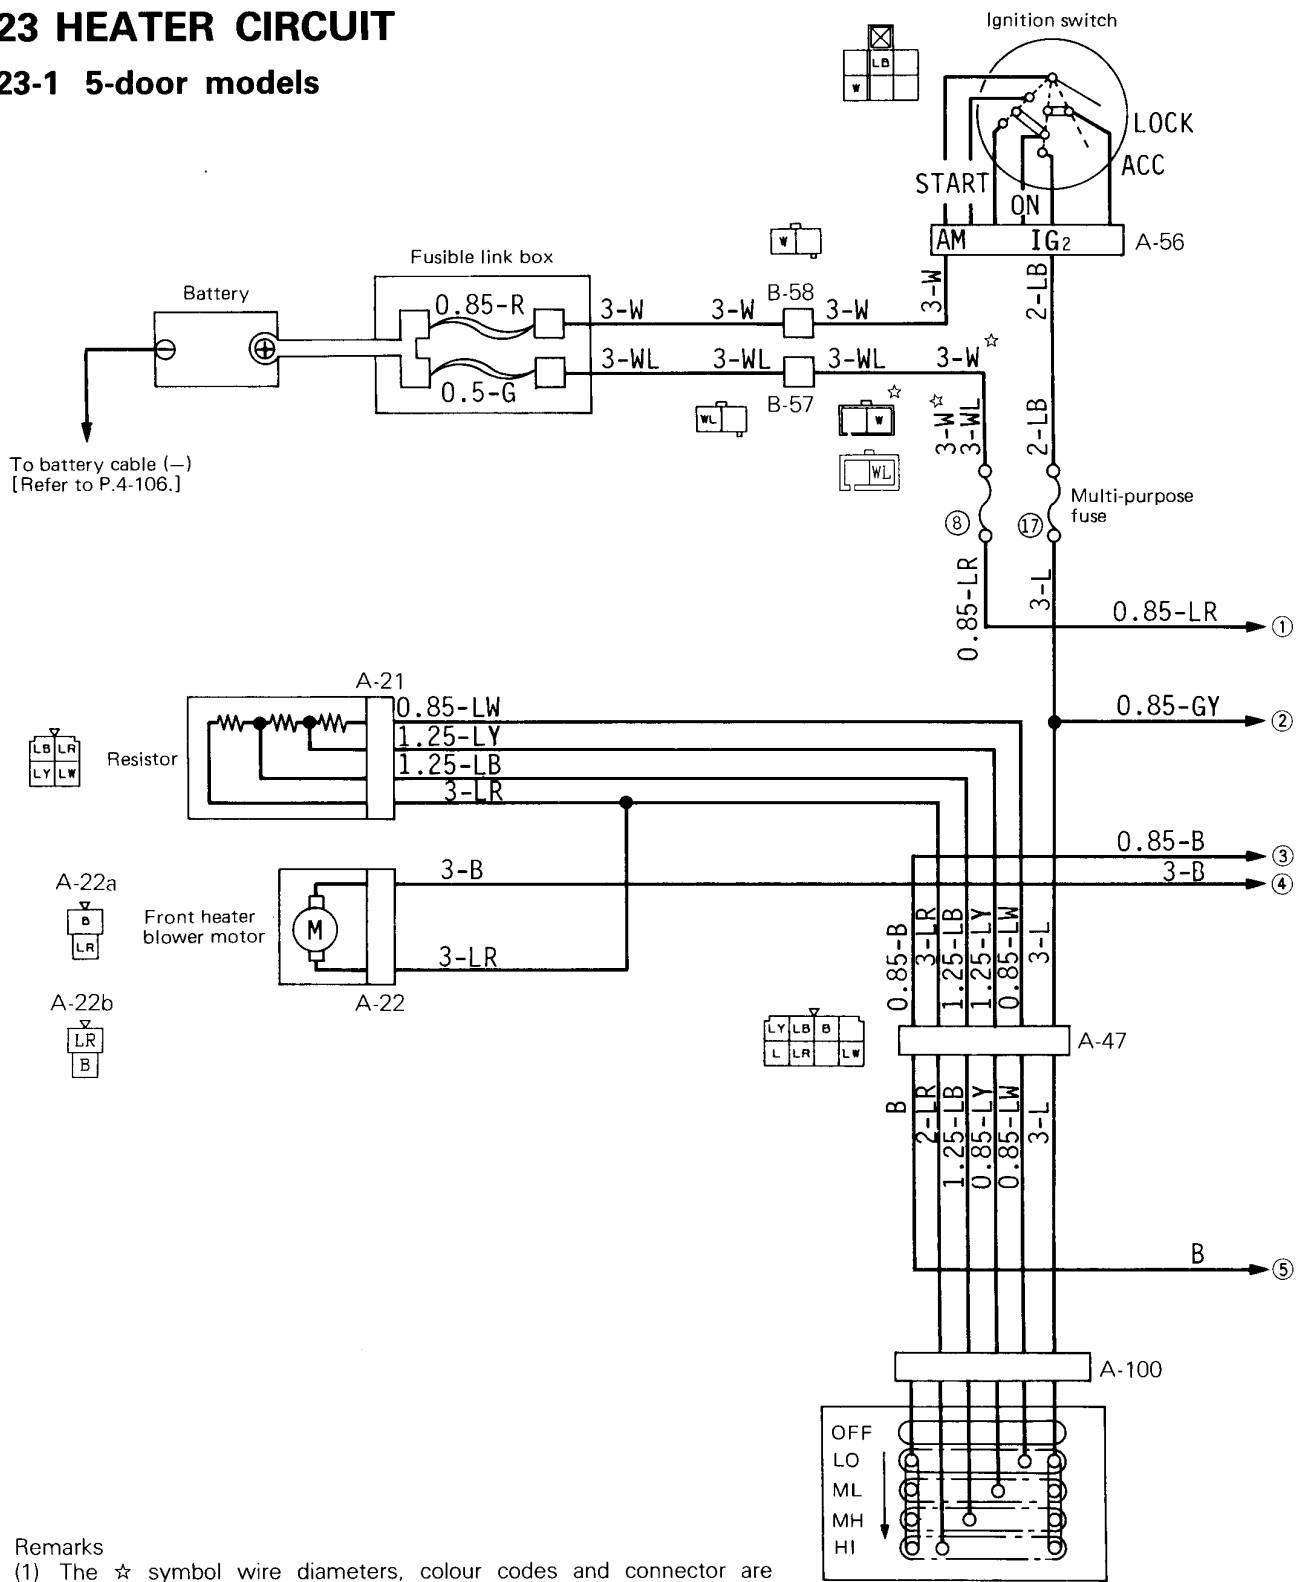 23 HEATER CIRCUIT
23-1 5-door models
Ignition switch
LB
W
LOCK
ACC
START
ON
AM
IG2
A-56
Fusible link box
Battery
W
B-58
0.85-R
3-W
3-W
3-W
3-W
2-LB
0.5-G
3-WL
3-WL
3-WL
3-W☆
B-57
WL
W
☆
WL
3-W☆
3-WL
2-LB
To battery cable (−)
[Refer to P.4-106.]
Multi-purpose
fuse
8
17
0.85-LR
3-L
0.85-LR
1
A-21
0.85-LW
1.25-LY
1.25-LB
3-LR
Resistor
LB LR
LY LW
0.85-GY
2
0.85-B
3
3-B
3-B
4
A-22a
B
LR
Front heater
blower motor
M
3-LR
A-22
A-22b
LR
B
0.85-B
3-LR
1.25-LB
1.25-LY
0.85-LW
3-L
LY LB B
L LR LW
A-47
B
2-LR
1.25-LB
0.85-LY
0.85-LW
3-L
B
5
A-100
OFF
LO
ML
MH
HI
Remarks
(1) The ☆ symbol wire diameters, colour codes and connector are